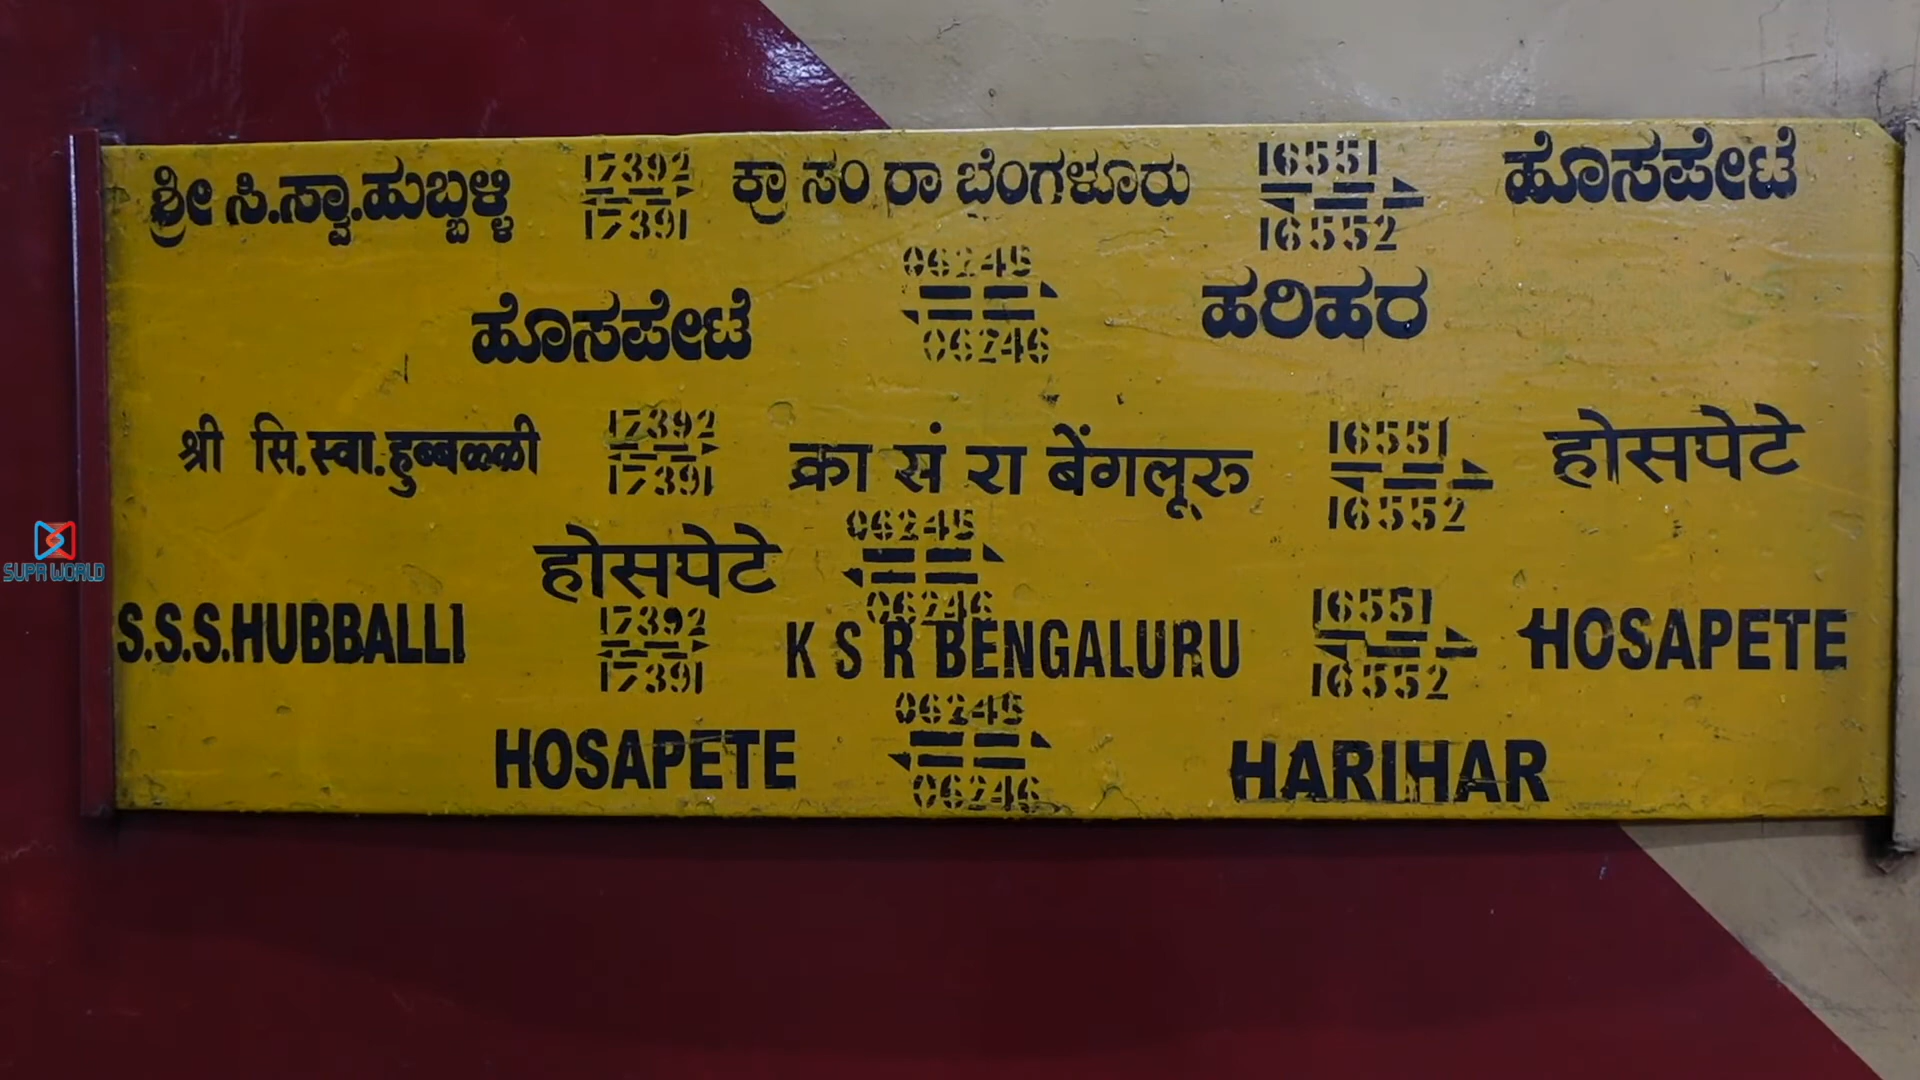 ಶ್ರೀ ಸಿ.ಸ್ವಾ.ಹುಬ್ಬಳ್ಳಿ 17392 ಕ್ರಾ ಸಂ ರಾ ಬೆಂಗಳೂರು 16551 ಹೊಸಪೇಟೆ
17391 16552
06245
ಹೊಸಪೇಟೆ ಹರಿಹರ
06246
श्री सि.स्वा.हुब्बळ्ळी 17392 क्रा सं रा बेंगलूरु 16551 होसपेटे
17391 16552
06245
होसपेटे
06246
S.S.S.HUBBALLI 17392 K S R BENGALURU 16551 HOSAPETE
17391 16552
06245
HOSAPETE HARIHAR
06246
SUPR WORLD